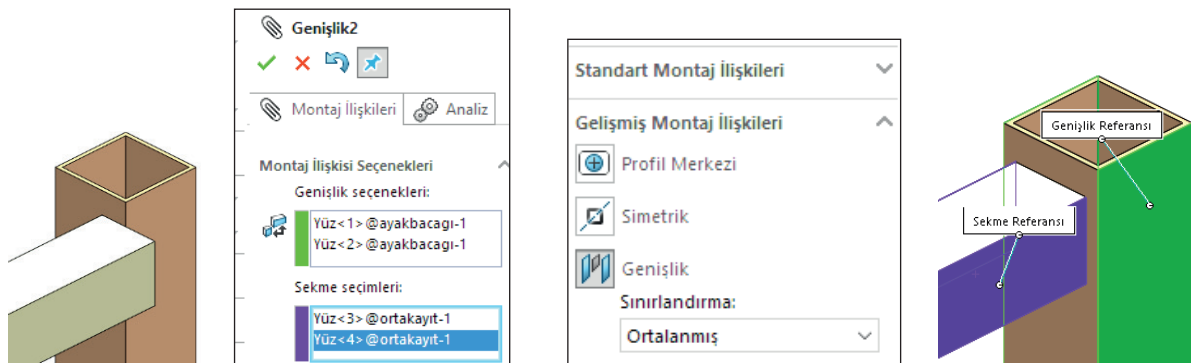 Genişlik2
Montaj İlişkileri
Analiz
Montaj İlişkisi Seçenekleri
Genişlik seçenekleri:
Yüz<1>@ayakbacagı-1
Yüz<2>@ayakbacagı-1
Sekme seçimleri:
Yüz<3>@ortakayıt-1
Yüz<4>@ortakayıt-1
Standart Montaj İlişkileri
Gelişmiş Montaj İlişkileri
Profil Merkezi
Simetrik
Genişlik
Sınırlandırma:
Ortalanmış
Genişlik Referansı
Sekme Referansı